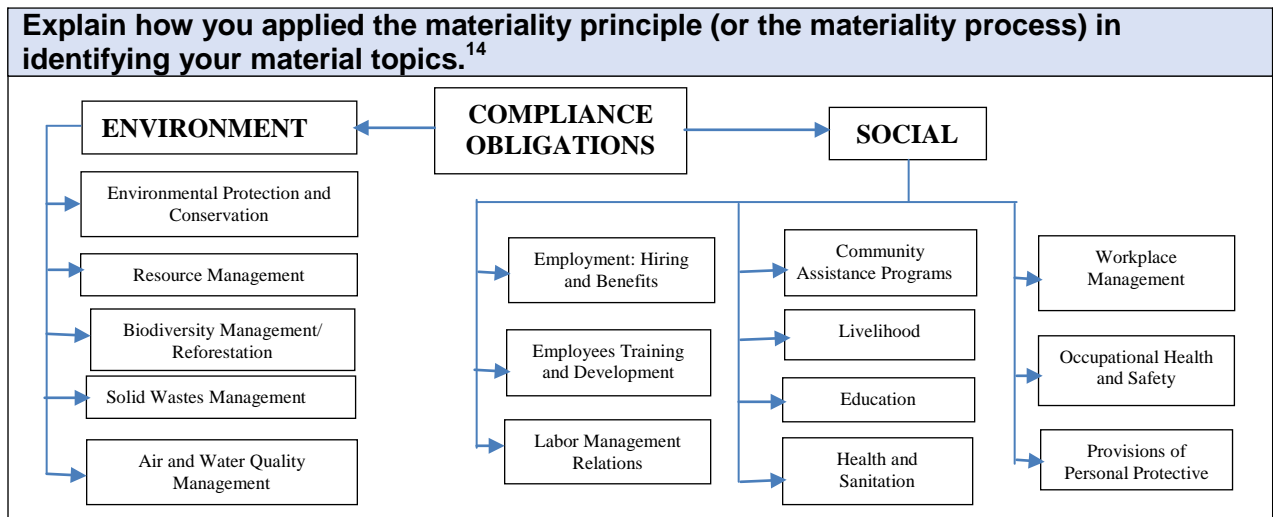 Explain how you applied the materiality principle (or the materiality process) in
identifying your material topics.14
COMPLIANCE
OBLIGATIONS
ENVIRONMENT
Environmental Protection and
Conservation
Resource Management
Biodiversity Management/
Reforestation
Solid Wastes Management
Air and Water Quality
Management
SOCIAL
Employment: Hiring
and Benefits
Employees Training
and Development
Labor Management
Relations
Community
Assistance Programs
Livelihood
Education
Health and
Sanitation
Workplace
Management
Occupational Health
and Safety
Provisions of
Personal Protective